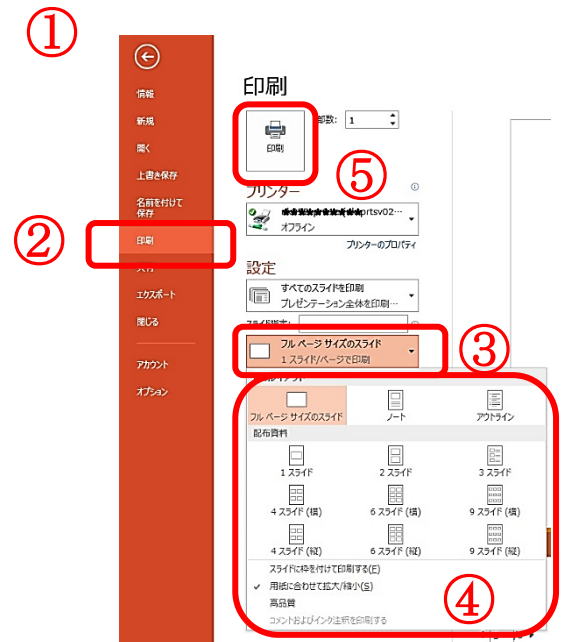 ①
情報
新規
開く
上書き保存
名前を付けて
保存
②
印刷
エクスポート
閉じる
アカウント
オプション
印刷
印刷
部数: 1
⑤
プリンター
prtsv02…
オフライン
プリンターのプロパティ
設定
すべてのスライドを印刷
プレゼンテーション全体を印刷…
スライド指定:
フル ページ サイズのスライド
1 スライド/ページで印刷
③
フル ページ サイズのスライド ノート アウトライン
配布資料
1 スライド 2 スライド 3 スライド
4 スライド (横) 6 スライド (横) 9 スライド (横)
4 スライド (縦) 6 スライド (縦) 9 スライド (縦)
スライドに枠を付けて印刷する(F)
✓ 用紙に合わせて拡大/縮小(S)
高品質
コメントおよびインク注釈を印刷する
④